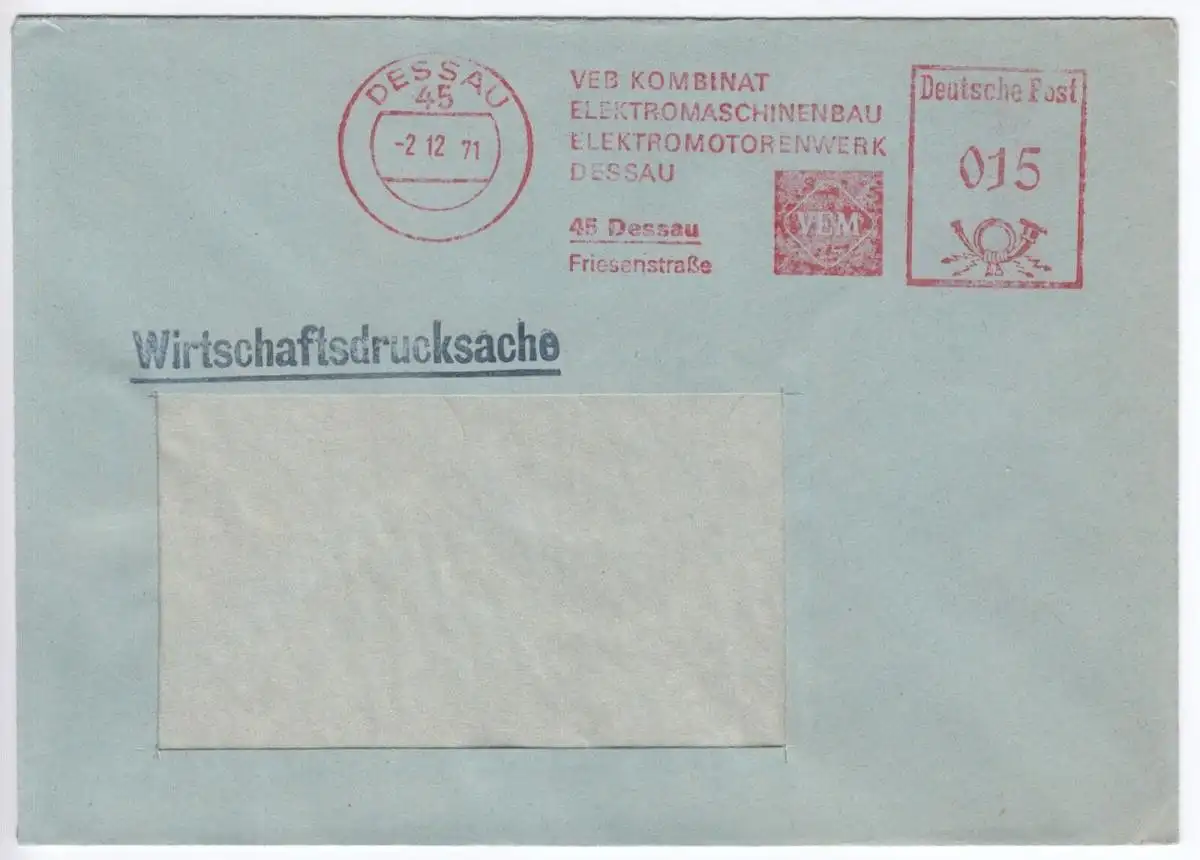 DESSAU
45
-2 12 71
VEB KOMBINAT
ELEKTROMASCHINENBAU
ELEKTROMOTORENWERK
DESSAU
45 Dessau
Friesenstraße
VEM
Deutsche Post
015
Wirtschaftsdrucksache